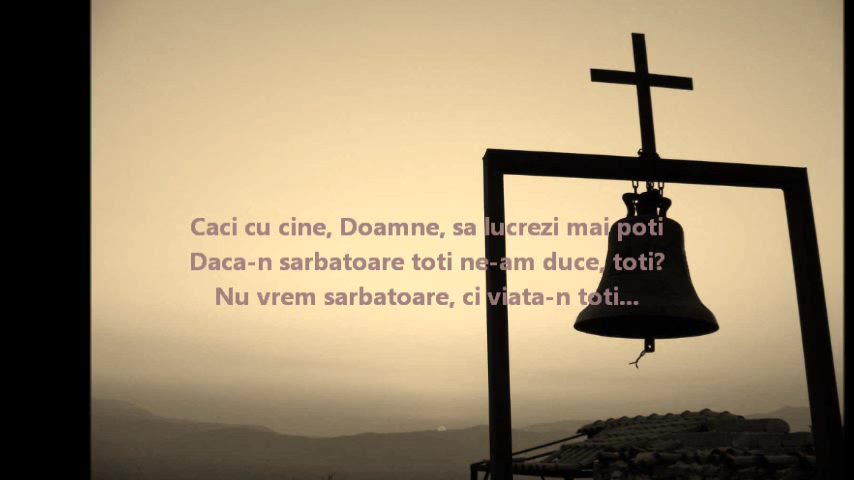 Caci cu cine, Doamne, sa lucrezi mai poti
Daca-n sarbatoare toti ne-am duce, toti?
Nu vrem sarbatoare, ci viata-n toti...